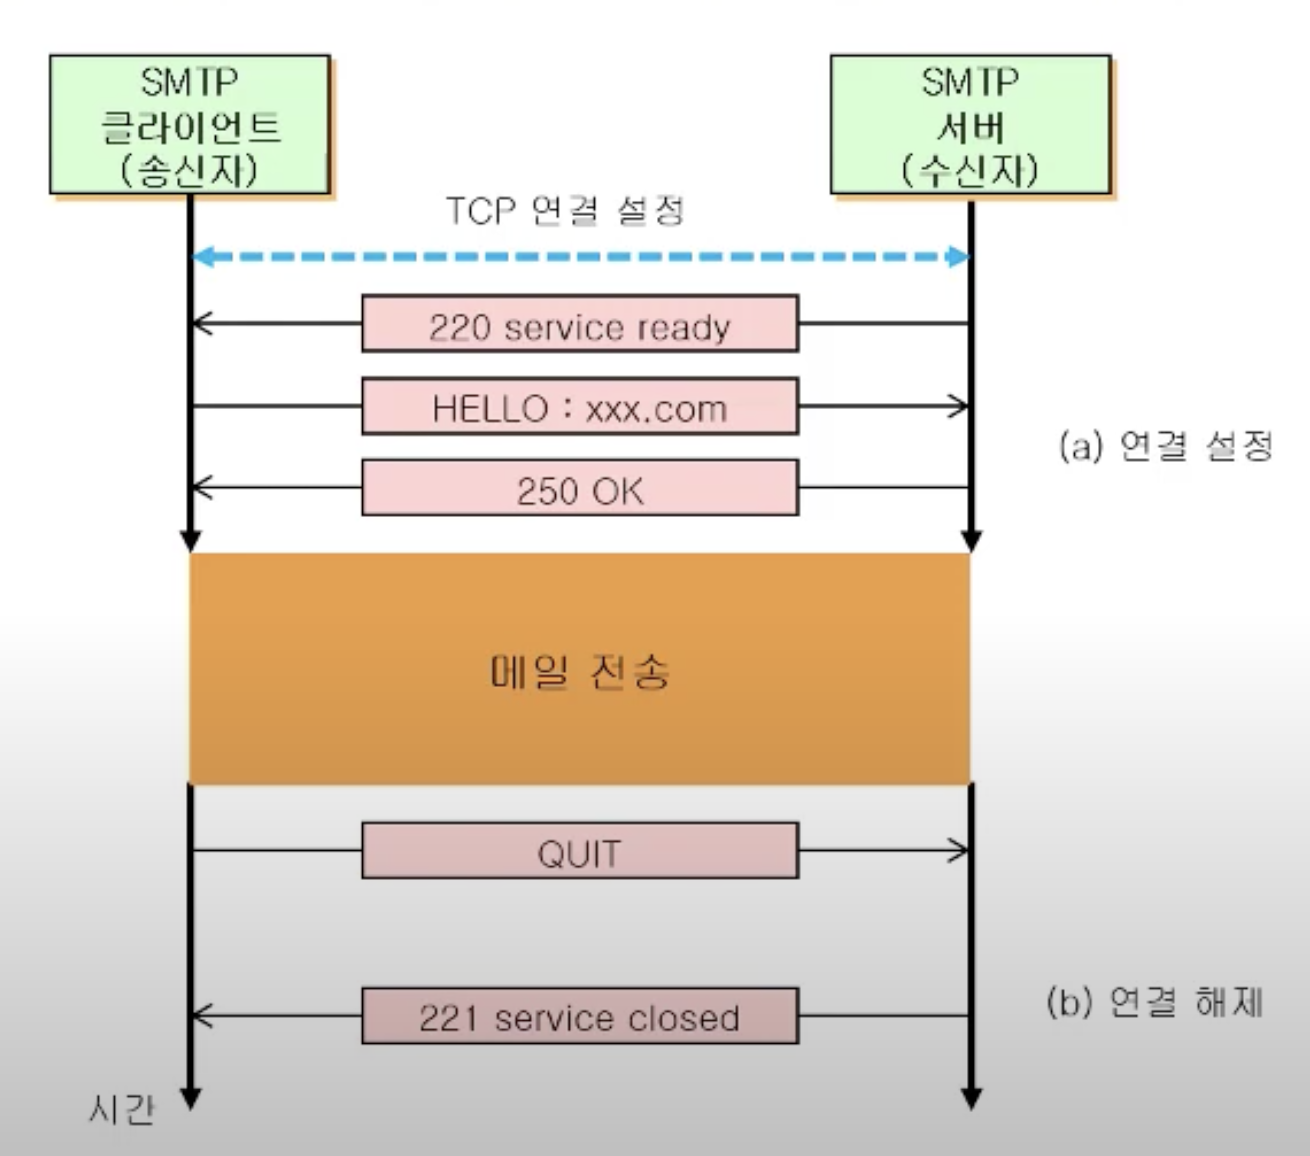 SMTP
클라이언트
(송신자)
SMTP
서버
(수신자)
TCP 연결 설정
220 service ready
HELLO : xxx.com
250 OK
(a) 연결 설정
메일 전송
QUIT
221 service closed
(b) 연결 해제
시간